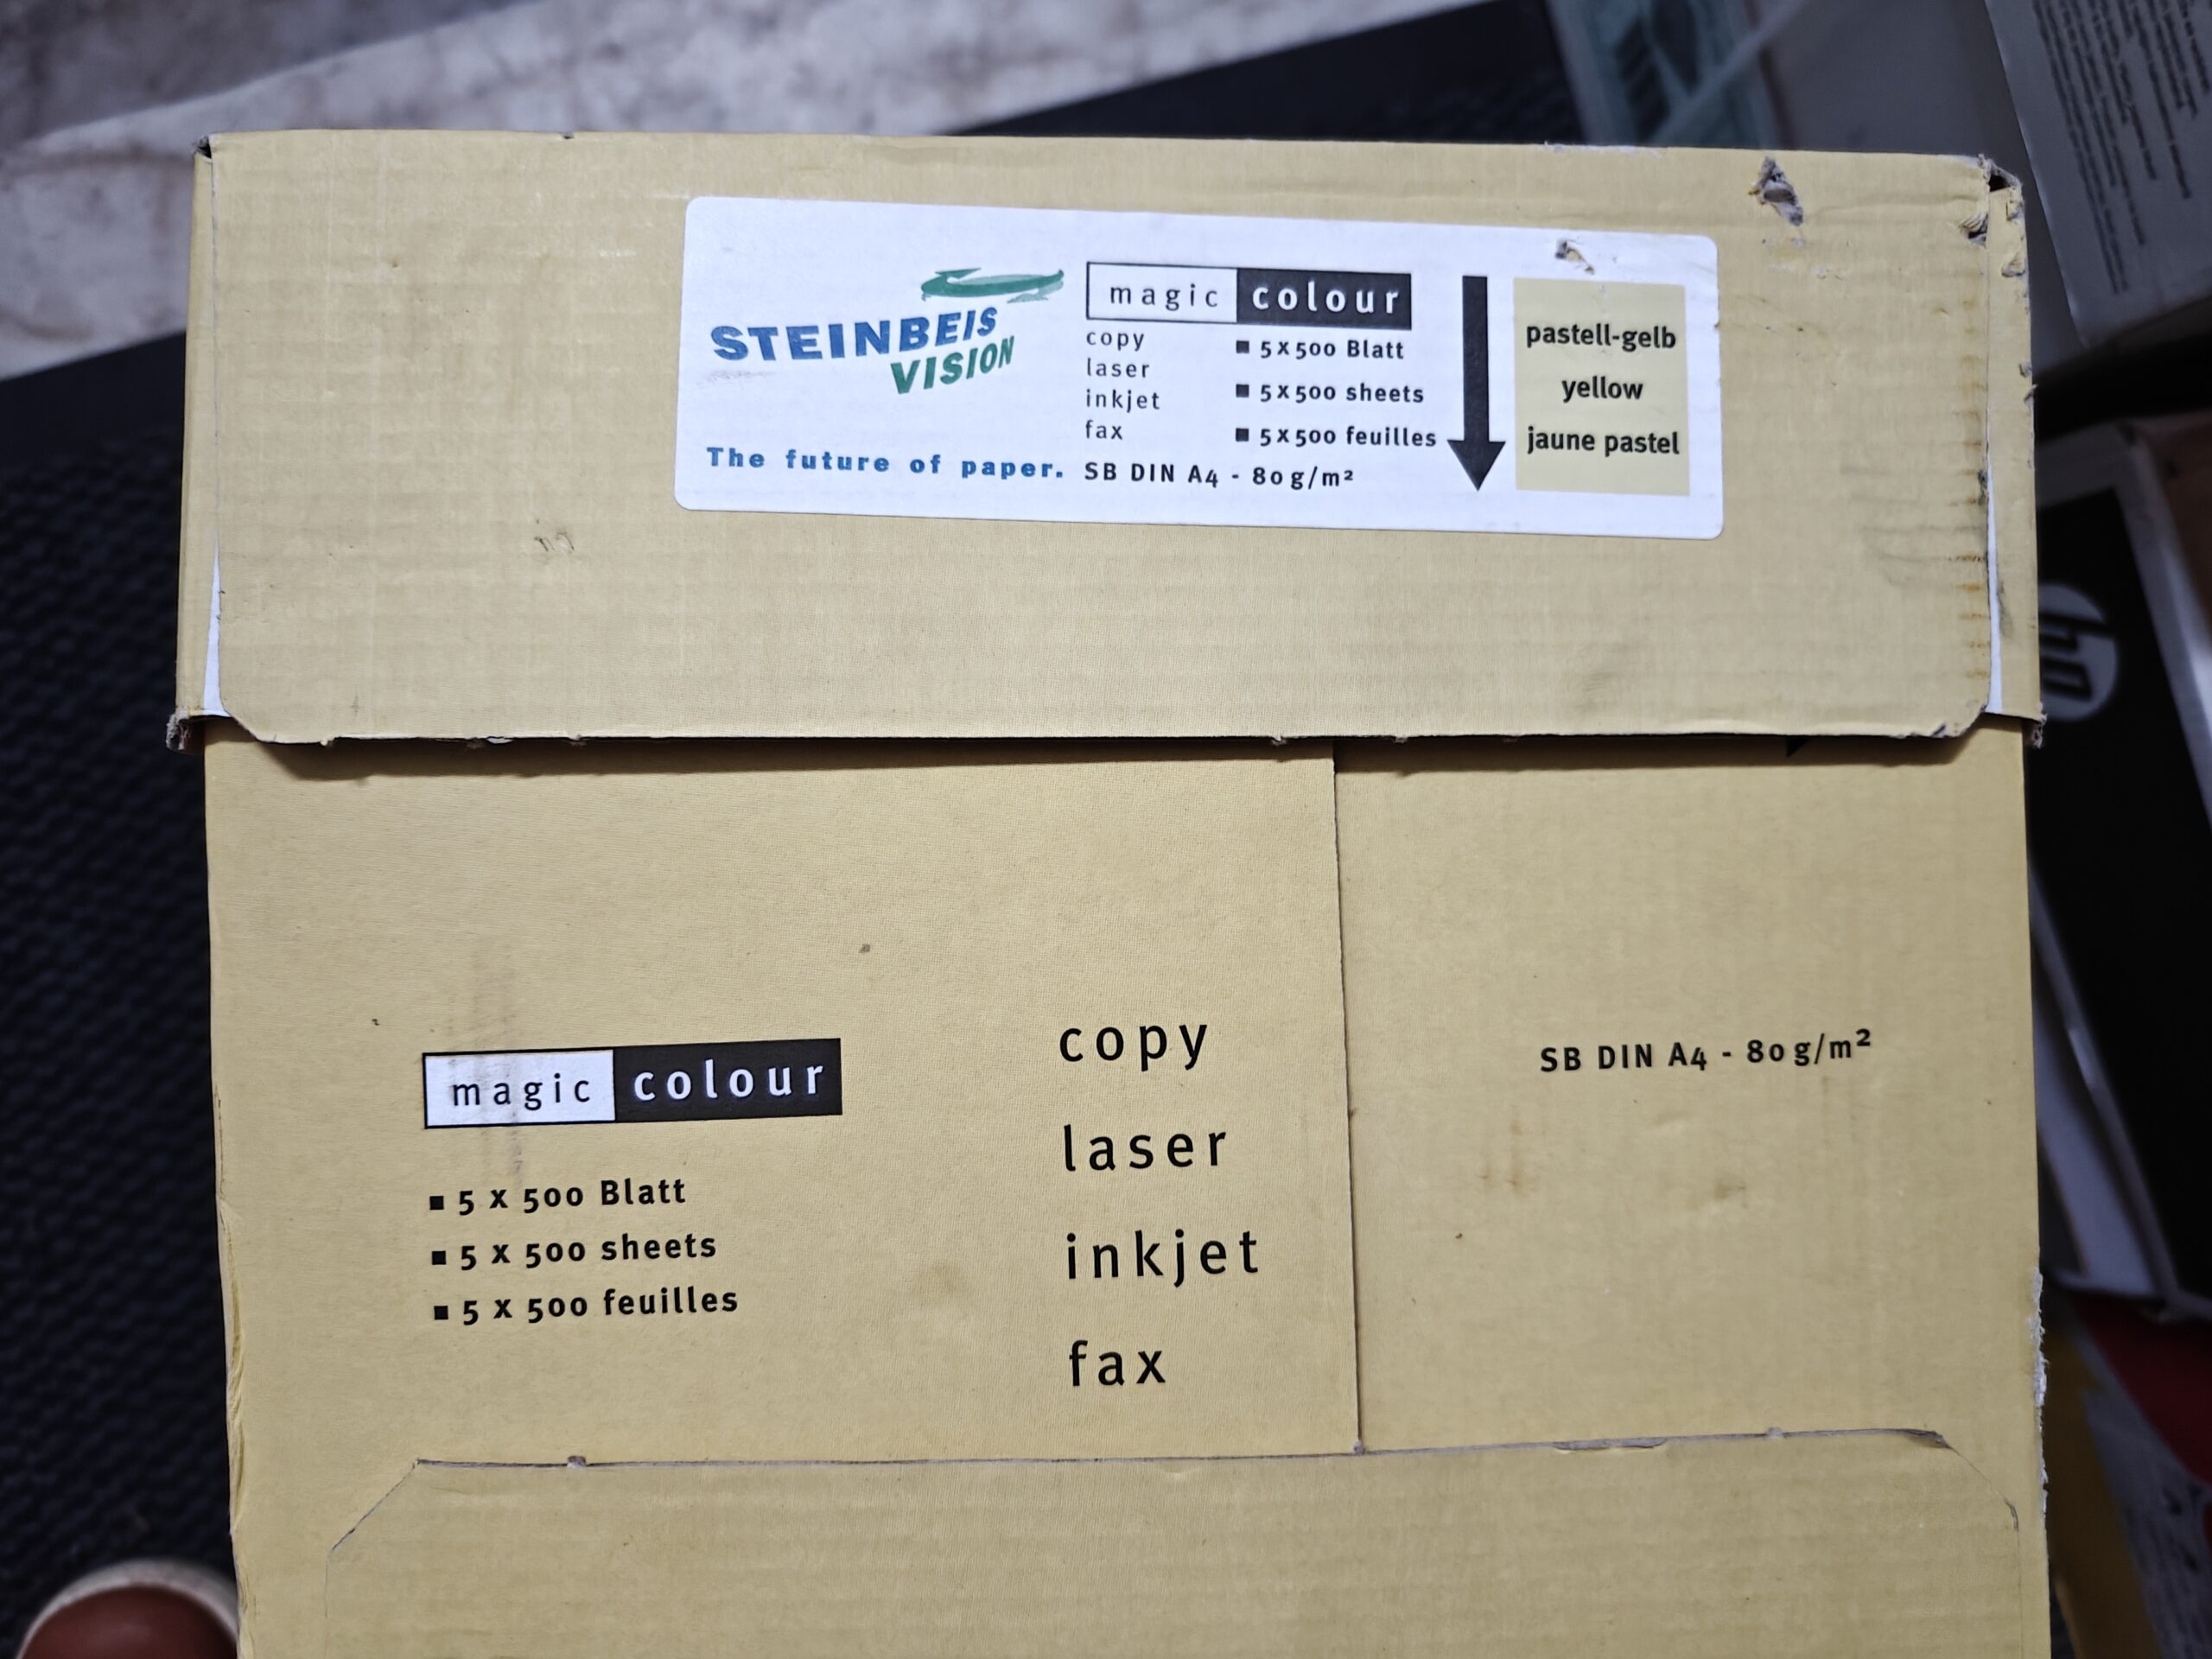 STEINBEIS
VISION
The future of paper.
magic colour
copy
laser
inkjet
fax
5 x 500 Blatt
5 x 500 sheets
5 x 500 feuilles
SB DIN A4 - 80 g/m²
pastell-gelb
yellow
jaune pastel
magic colour
5 x 500 Blatt
5 x 500 sheets
5 x 500 feuilles
copy
laser
inkjet
fax
SB DIN A4 - 80 g/m²
hp